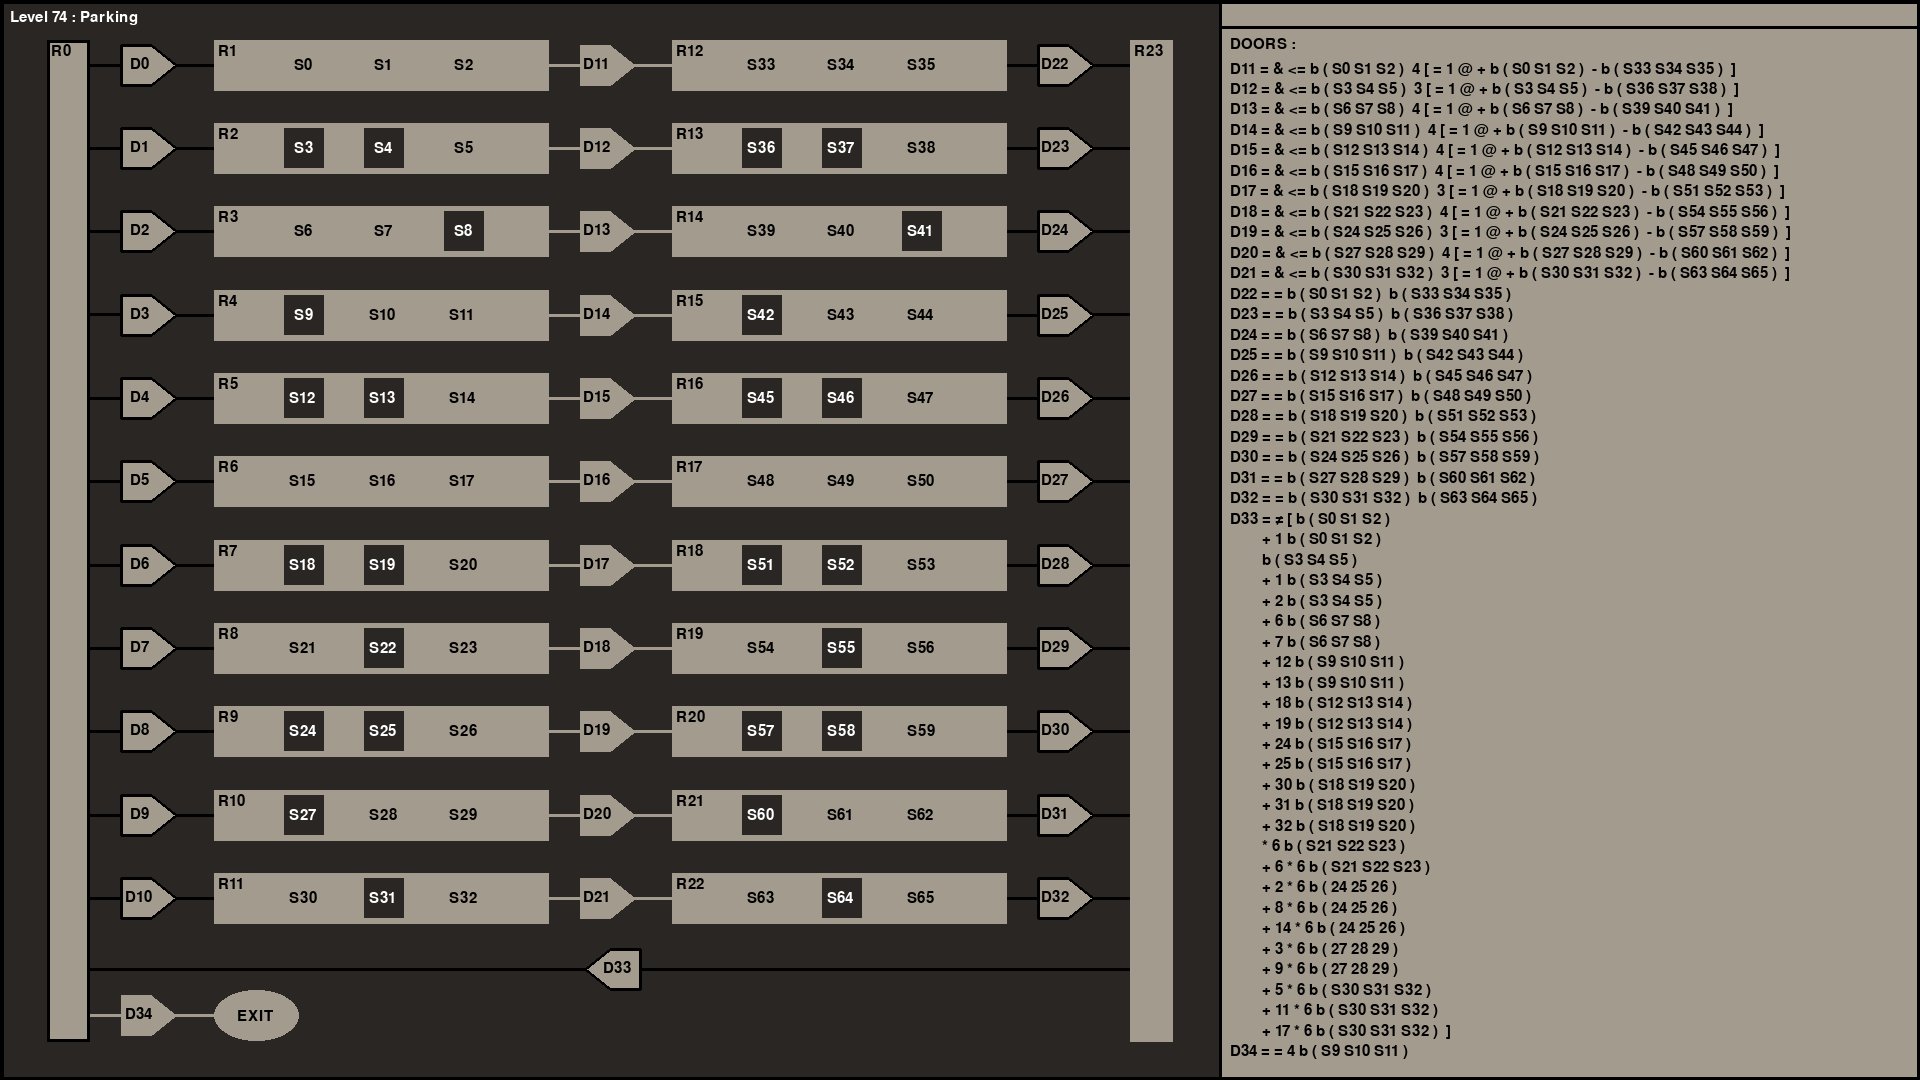 Level 74 : Parking
R0
D0
R1
S0 S1 S2
D11
R12
S33 S34 S35
D22
R23
D1
R2
S3 S4 S5
D12
R13
S36 S37 S38
D23
D2
R3
S6 S7 S8
D13
R14
S39 S40 S41
D24
D3
R4
S9 S10 S11
D14
R15
S42 S43 S44
D25
D4
R5
S12 S13 S14
D15
R16
S45 S46 S47
D26
D5
R6
S15 S16 S17
D16
R17
S48 S49 S50
D27
D6
R7
S18 S19 S20
D17
R18
S51 S52 S53
D28
D7
R8
S21 S22 S23
D18
R19
S54 S55 S56
D29
D8
R9
S24 S25 S26
D19
R20
S57 S58 S59
D30
D9
R10
S27 S28 S29
D20
R21
S60 S61 S62
D31
D10
R11
S30 S31 S32
D21
R22
S63 S64 S65
D32
D33
D34
EXIT
DOORS :
D11 = & <= b ( S0 S1 S2 ) 4 [ = 1 @ + b ( S0 S1 S2 ) - b ( S33 S34 S35 ) ]
D12 = & <= b ( S3 S4 S5 ) 3 [ = 1 @ + b ( S3 S4 S5 ) - b ( S36 S37 S38 ) ]
D13 = & <= b ( S6 S7 S8 ) 4 [ = 1 @ + b ( S6 S7 S8 ) - b ( S39 S40 S41 ) ]
D14 = & <= b ( S9 S10 S11 ) 4 [ = 1 @ + b ( S9 S10 S11 ) - b ( S42 S43 S44 ) ]
D15 = & <= b ( S12 S13 S14 ) 4 [ = 1 @ + b ( S12 S13 S14 ) - b ( S45 S46 S47 ) ]
D16 = & <= b ( S15 S16 S17 ) 4 [ = 1 @ + b ( S15 S16 S17 ) - b ( S48 S49 S50 ) ]
D17 = & <= b ( S18 S19 S20 ) 3 [ = 1 @ + b ( S18 S19 S20 ) - b ( S51 S52 S53 ) ]
D18 = & <= b ( S21 S22 S23 ) 4 [ = 1 @ + b ( S21 S22 S23 ) - b ( S54 S55 S56 ) ]
D19 = & <= b ( S24 S25 S26 ) 3 [ = 1 @ + b ( S24 S25 S26 ) - b ( S57 S58 S59 ) ]
D20 = & <= b ( S27 S28 S29 ) 4 [ = 1 @ + b ( S27 S28 S29 ) - b ( S60 S61 S62 ) ]
D21 = & <= b ( S30 S31 S32 ) 3 [ = 1 @ + b ( S30 S31 S32 ) - b ( S63 S64 S65 ) ]
D22 = = b ( S0 S1 S2 ) b ( S33 S34 S35 )
D23 = = b ( S3 S4 S5 ) b ( S36 S37 S38 )
D24 = = b ( S6 S7 S8 ) b ( S39 S40 S41 )
D25 = = b ( S9 S10 S11 ) b ( S42 S43 S44 )
D26 = = b ( S12 S13 S14 ) b ( S45 S46 S47 )
D27 = = b ( S15 S16 S17 ) b ( S48 S49 S50 )
D28 = = b ( S18 S19 S20 ) b ( S51 S52 S53 )
D29 = = b ( S21 S22 S23 ) b ( S54 S55 S56 )
D30 = = b ( S24 S25 S26 ) b ( S57 S58 S59 )
D31 = = b ( S27 S28 S29 ) b ( S60 S61 S62 )
D32 = = b ( S30 S31 S32 ) b ( S63 S64 S65 )
D33 = ≠ [ b ( S0 S1 S2 )
+ 1 b ( S0 S1 S2 )
b ( S3 S4 S5 )
+ 1 b ( S3 S4 S5 )
+ 2 b ( S3 S4 S5 )
+ 6 b ( S6 S7 S8 )
+ 7 b ( S6 S7 S8 )
+ 12 b ( S9 S10 S11 )
+ 13 b ( S9 S10 S11 )
+ 18 b ( S12 S13 S14 )
+ 19 b ( S12 S13 S14 )
+ 24 b ( S15 S16 S17 )
+ 25 b ( S15 S16 S17 )
+ 30 b ( S18 S19 S20 )
+ 31 b ( S18 S19 S20 )
+ 32 b ( S18 S19 S20 )
* 6 b ( S21 S22 S23 )
+ 6 * 6 b ( S21 S22 S23 )
+ 2 * 6 b ( 24 25 26 )
+ 8 * 6 b ( 24 25 26 )
+ 14 * 6 b ( 24 25 26 )
+ 3 * 6 b ( 27 28 29 )
+ 9 * 6 b ( 27 28 29 )
+ 5 * 6 b ( S30 S31 S32 )
+ 11 * 6 b ( S30 S31 S32 )
+ 17 * 6 b ( S30 S31 S32 ) ]
D34 = = 4 b ( S9 S10 S11 )